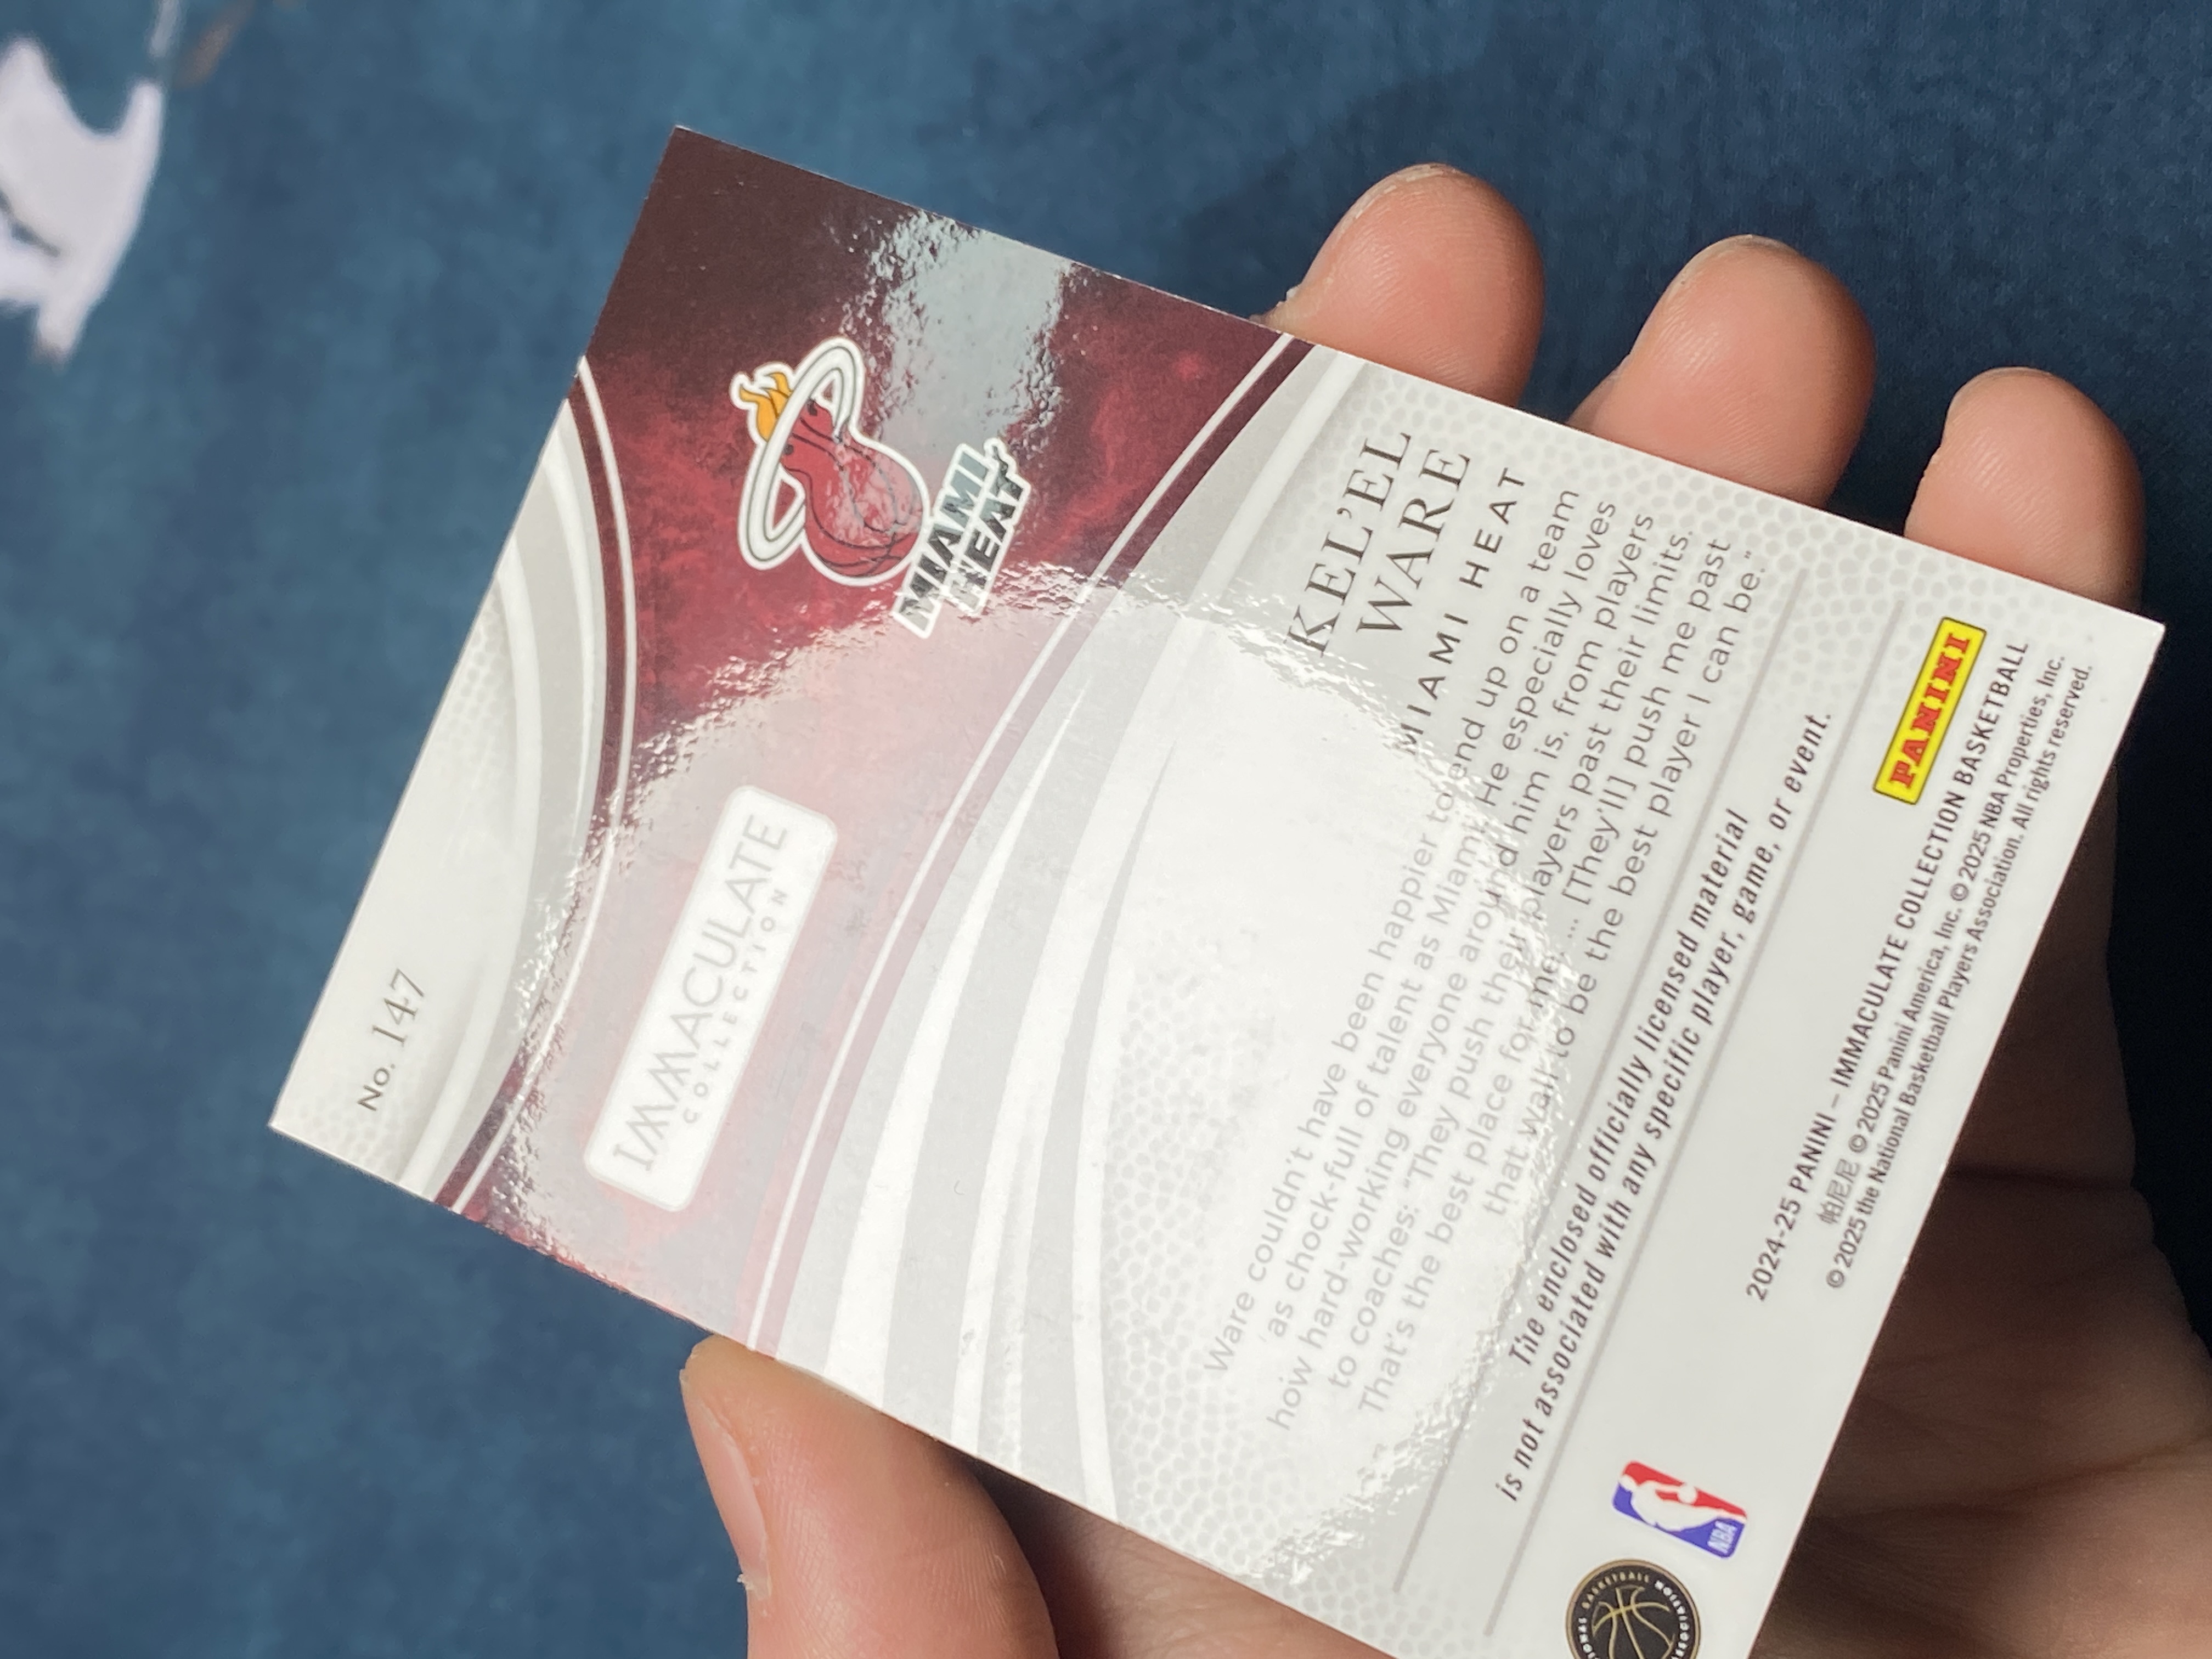 No. 147
IMMACULATE
COLLECTION
MIAMI
HEAT
KEL'EL
WARE
MIAMI HEAT
Ware couldn't have been happier to end up on a team
as chock-full of talent as Miami. He especially loves
how hard-working everyone around him is, from players
to coaches: "They push their players past their limits.
That's the best place for me. ... [They'll] push me past
that wall to be the best player I can be."
The enclosed officially licensed material
is not associated with any specific player, game, or event.
PANINI
2024-25 PANINI – IMMACULATE COLLECTION BASKETBALL
帕尼尼 © 2025 Panini America, Inc. © 2025 NBA Properties, Inc.
© 2025 the National Basketball Players Association. All rights reserved.
NBA
BASKETBALL